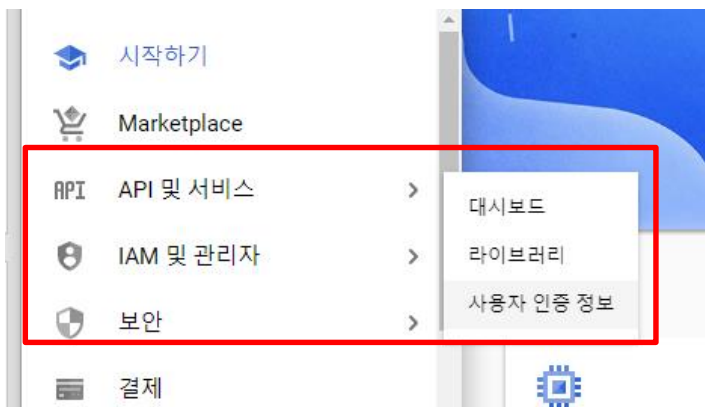 시작하기
Marketplace
API API 및 서비스
대시보드
IAM 및 관리자
라이브러리
사용자 인증 정보
보안
결제